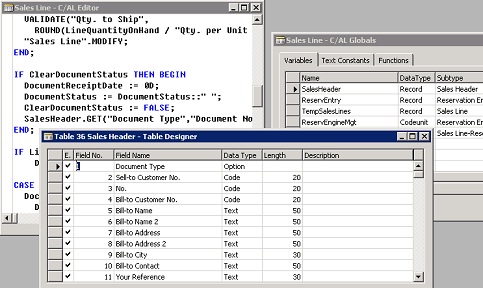 Sales Line - C/AL Editor
VALIDATE("Qty. to Ship",
ROUND(LineQuantityOnHand / "Qty. per Unit
"Sales Line".MODIFY;
END;
IF ClearDocumentStatus THEN BEGIN
DocumentReceiptDate := 0D;
DocumentStatus := DocumentStatus::" ";
ClearDocumentStatus := FALSE;
SalesHeader.GET("Document Type","Document No
END;
IF Li
D
CASE
Doc
D
Sales Line - C/AL Globals
Variables Text Constants Functions
Name DataType Subtype
SalesHeader Record Sales Header
ReservEntry Record Reservation En
TempSalesLines Record Sales Line
ReservEngineMgt Codeunit Reservation En
Sales Line-Rese
Table 36 Sales Header - Table Designer
E. Field No. Field Name Data Type Length Description
1 Document Type Option
2 Sell-to Customer No. Code 20
3 No. Code 20
4 Bill-to Customer No. Code 20
5 Bill-to Name Text 50
6 Bill-to Name 2 Text 50
7 Bill-to Address Text 50
8 Bill-to Address 2 Text 50
9 Bill-to City Text 30
10 Bill-to Contact Text 50
11 Your Reference Text 30